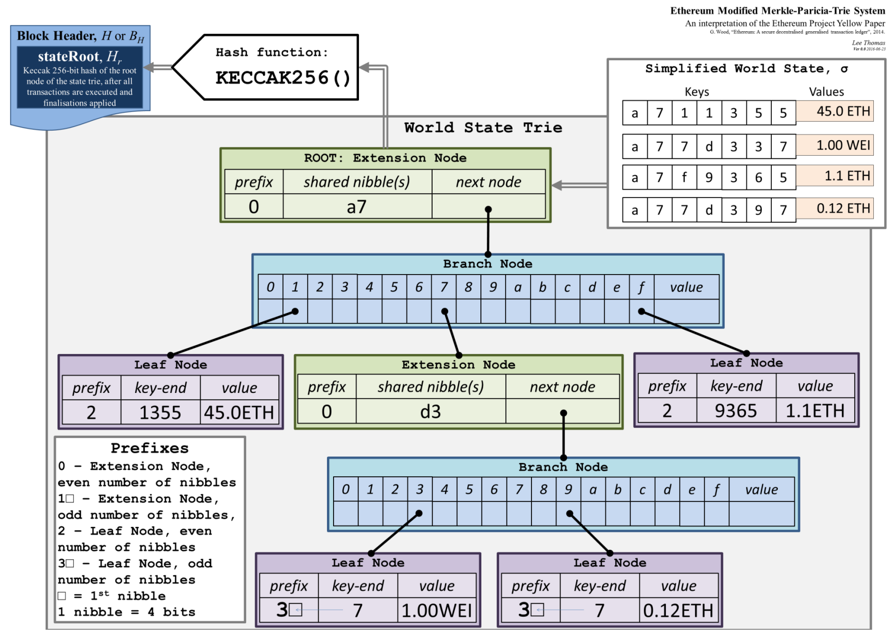 Ethereum Modified Merkle-Paricia-Trie System
An interpretation of the Ethereum Project Yellow Paper
G. Wood, "Ethereum: A secure decentralised generalised transaction ledger", 2014.
Lee Thomas
Block Header, H or B_H
stateRoot, H_r
Keccak 256-bit hash of the root
node of the state trie, after all
transactions are executed and
finalisations applied
Hash function:
KECCAK256()
Simplified World State, σ
Keys Values
a 7 1 1 3 5 5 45.0 ETH
a 7 7 d 3 3 7 1.00 WEI
a 7 f 9 3 6 5 1.1 ETH
a 7 7 d 3 9 7 0.12 ETH
World State Trie
ROOT: Extension Node
prefix shared nibble(s) next node
0 a7
Branch Node
0 1 2 3 4 5 6 7 8 9 a b c d e f value
Leaf Node
prefix key-end value
2 1355 45.0ETH
Extension Node
prefix shared nibble(s) next node
0 d3
Leaf Node
prefix key-end value
2 9365 1.1ETH
Prefixes
0 – Extension Node,
even number of nibbles
1□ – Extension Node,
odd number of nibbles,
2 – Leaf Node, even
number of nibbles
3□ – Leaf Node, odd
number of nibbles
□ = 1st nibble
1 nibble = 4 bits
Branch Node
0 1 2 3 4 5 6 7 8 9 a b c d e f value
Leaf Node
prefix key-end value
3□ 7 1.00WEI
Leaf Node
prefix key-end value
3□ 7 0.12ETH